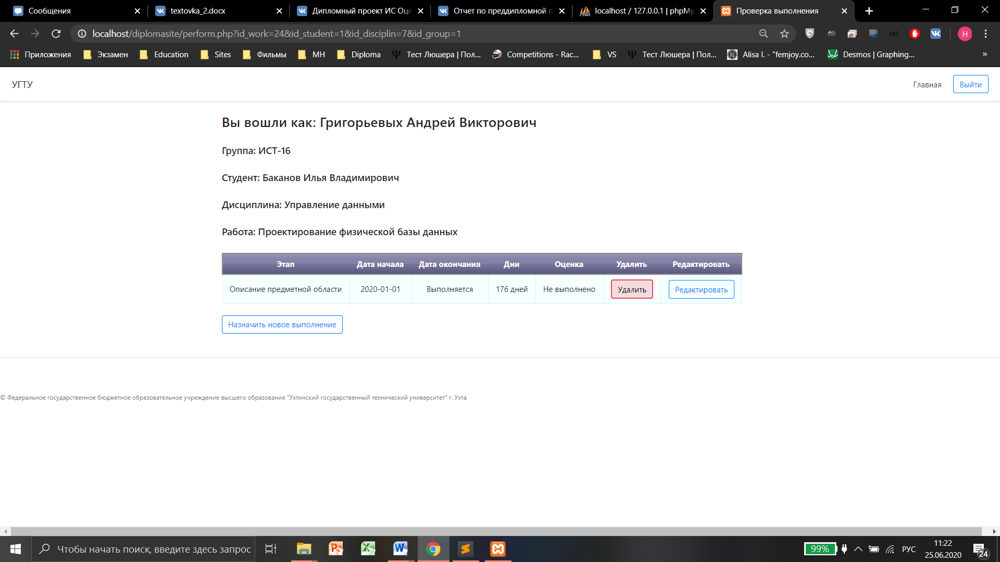 Сообщения
textovka_2.docx
Дипломный проект ИС Оце
Отчет по преддипломной п
localhost / 127.0.0.1 | phpMy
Проверка выполнения
localhost/diplomasite/perform.php?id_work=24&id_student=1&id_disciplin=7&id_group=1
H
Приложения
Экзамен
Education
Sites
Фильмы
МН
Diploma
Тест Люшера | Пол...
Competitions - Rac...
VS
Тест Люшера | Пол...
Alisa I. - "femjoy.co...
Desmos | Graphing...
»
УГТУ
Главная
Выйти
Вы вошли как: Григорьевых Андрей Викторович
Группа: ИСТ-16
Студент: Баканов Илья Владимирович
Дисциплина: Управление данными
Работа: Проектирование физической базы данных
Этап Дата начала Дата окончания Дни Оценка Удалить Редактировать
Описание предметной области 2020-01-01 Выполняется 176 дней Не выполнено Удалить Редактировать
Назначить новое выполнение
© Федеральное государственное бюджетное образовательное учреждение высшего образования "Ухтинский государственный технический университет" г. Ухта
Чтобы начать поиск, введите здесь запрос
99%
РУС
11:22
25.06.2020
24